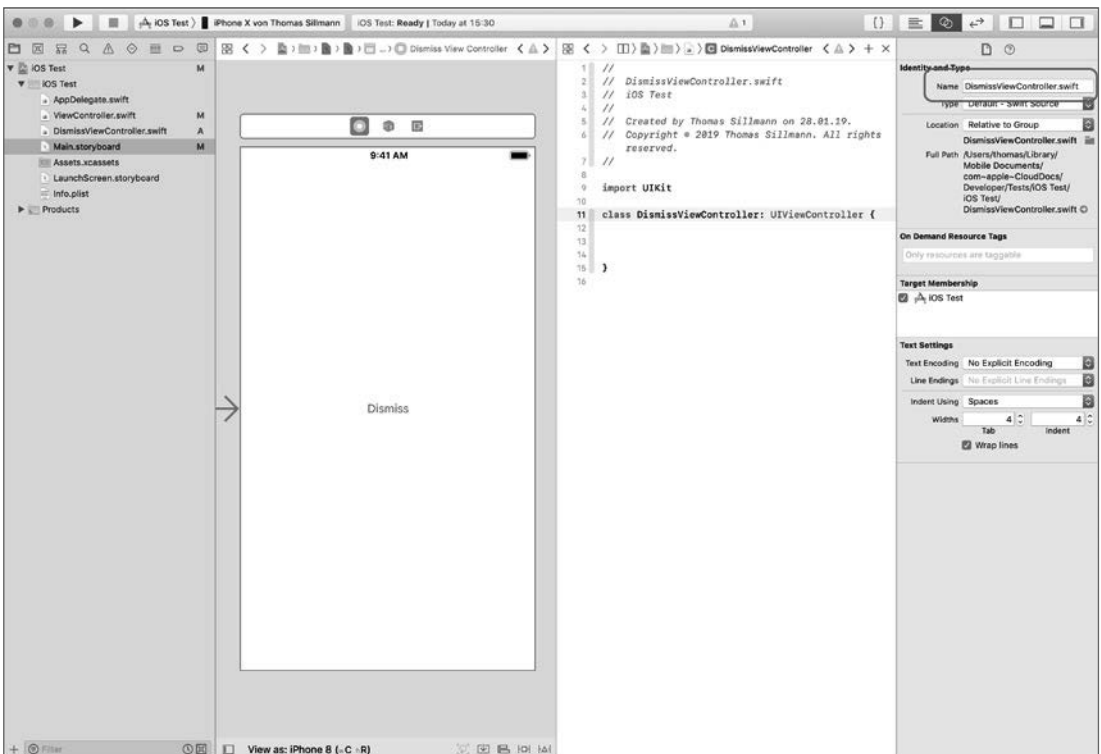 iOS Test
iPhone X von Thomas Sillmann
iOS Test: Ready | Today at 15:30
1
iOS Test M
iOS Test
AppDelegate.swift
ViewController.swift M
DismissViewController.swift A
Main.storyboard M
Assets.xcassets
LaunchScreen.storyboard
Info.plist
Products
Filter
Dismiss View Controller
9:41 AM
Dismiss
View as: iPhone 8 (C R)
DismissViewController
1 //
2 // DismissViewController.swift
3 // iOS Test
4 //
5 // Created by Thomas Sillmann on 28.01.19.
6 // Copyright © 2019 Thomas Sillmann. All rights
reserved.
7 //
8
9 import UIKit
10
11 class DismissViewController: UIViewController {
12
13
14
15 }
16
Identity and Type
Name DismissViewController.swift
Type Default - Swift Source
Location Relative to Group
DismissViewController.swift
Full Path /Users/thomas/Library/
Mobile Documents/
com~apple~CloudDocs/
Developer/Tests/iOS Test/
iOS Test/
DismissViewController.swift
On Demand Resource Tags
Only resources are taggable
Target Membership
iOS Test
Text Settings
Text Encoding No Explicit Encoding
Line Endings No Explicit Line Endings
Indent Using Spaces
Widths 4 4
Tab Indent
Wrap lines